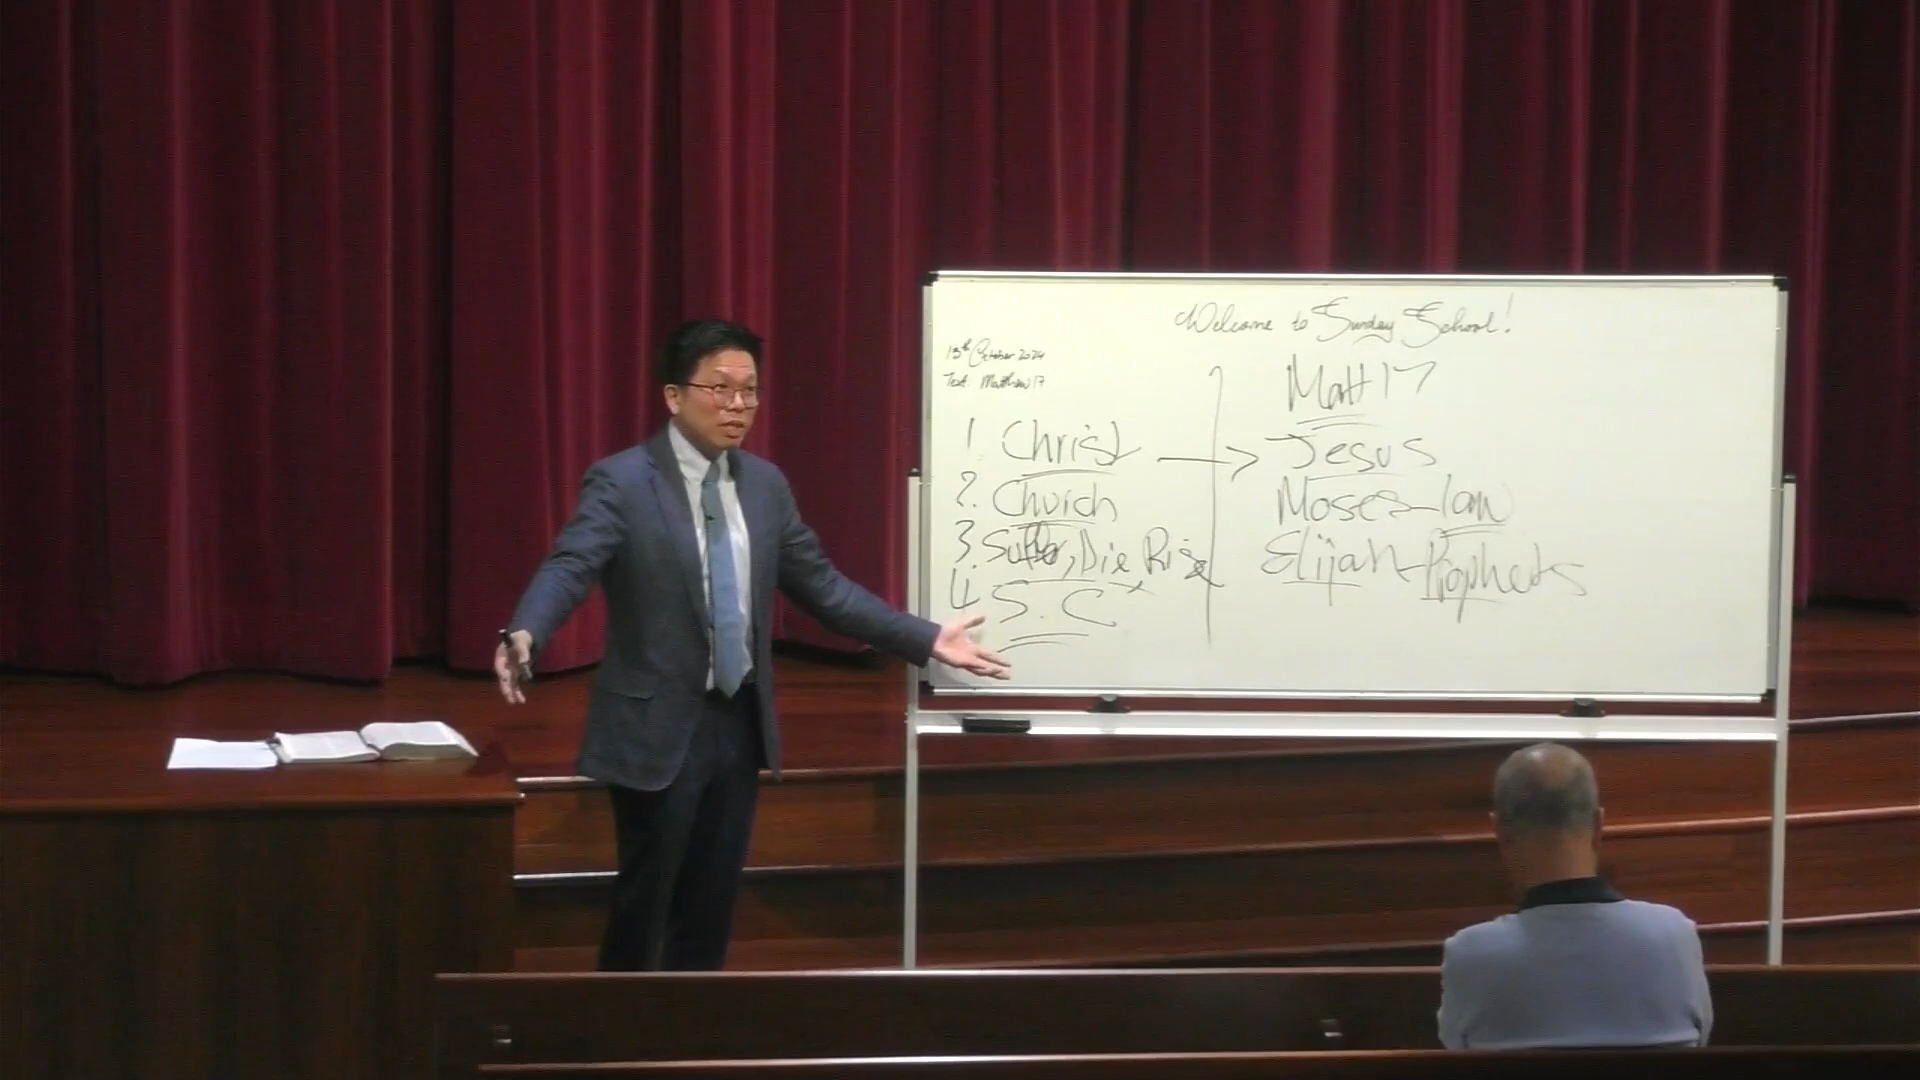 Welcome to Sunday School!
13th October 2024
Text: Matthew 17
1. Christ
2. Church
3. Suffer, Die Rise
4. S.C
Matt 17
→ Jesus
Moses-law
Elijah-Prophets